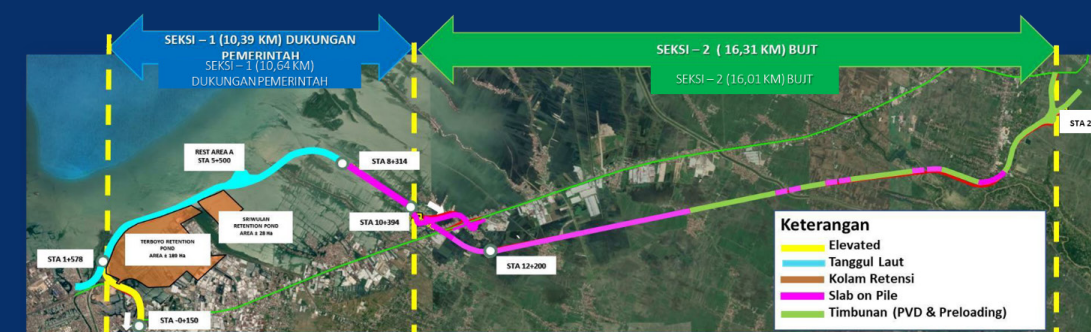 SEKSI – 1 (10,39 KM) DUKUNGAN
PEMERINTAH
SEKSI – 1 (10,64 KM)
DUKUNGAN PEMERINTAH
SEKSI – 2 ( 16,31 KM) BUJT
SEKSI – 2 (16,01 KM) BUJT
REST AREA A
STA 5+500
STA 8+314
STA 2
SRIWULAN
RETENTION POND
AREA ± 28 Ha
STA 10+394
TERBOYO RETENTION
POND
AREA ± 189 Ha
STA 1+578
STA 12+200
STA -0+150
Keterangan
Elevated
Tanggul Laut
Kolam Retensi
Slab on Pile
Timbunan (PVD & Preloading)